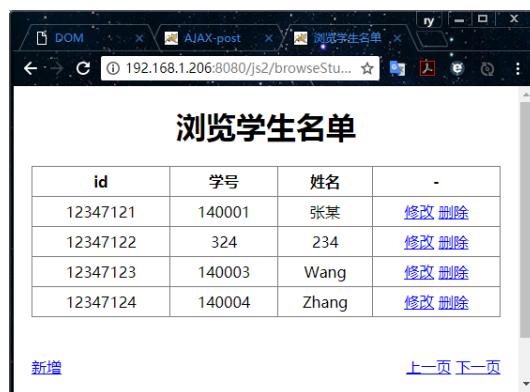 ry
DOM
AJAX-post
浏览学生名单
192.168.1.206:8080/js2/browseStu...
浏览学生名单
id 学号 姓名 -
12347121 140001 张某 修改 删除
12347122 324 234 修改 删除
12347123 140003 Wang 修改 删除
12347124 140004 Zhang 修改 删除
新增 上一页 下一页